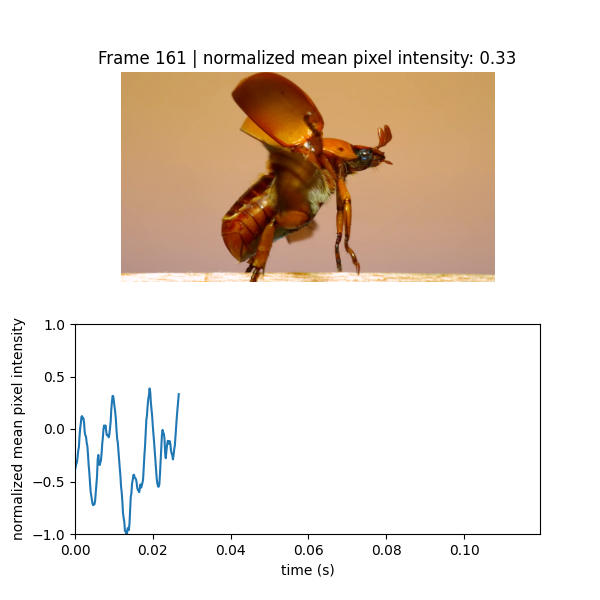 Frame 161 | normalized mean pixel intensity: 0.33
1.0
0.5
0.0
−0.5
−1.0
normalized mean pixel intensity
0.00 0.02 0.04 0.06 0.08 0.10
time (s)